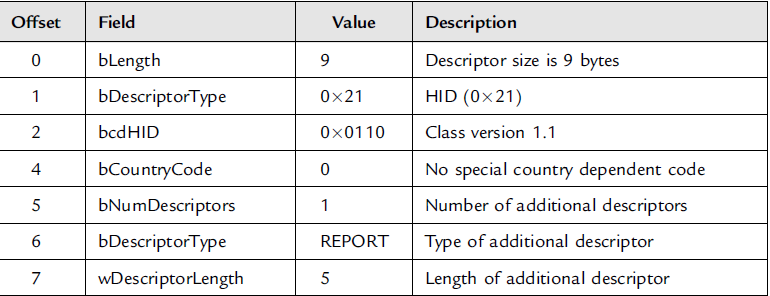 Offset Field Value Description
0 bLength 9 Descriptor size is 9 bytes
1 bDescriptorType 0×21 HID (0×21)
2 bcdHID 0×0110 Class version 1.1
4 bCountryCode 0 No special country dependent code
5 bNumDescriptors 1 Number of additional descriptors
6 bDescriptorType REPORT Type of additional descriptor
7 wDescriptorLength 5 Length of additional descriptor